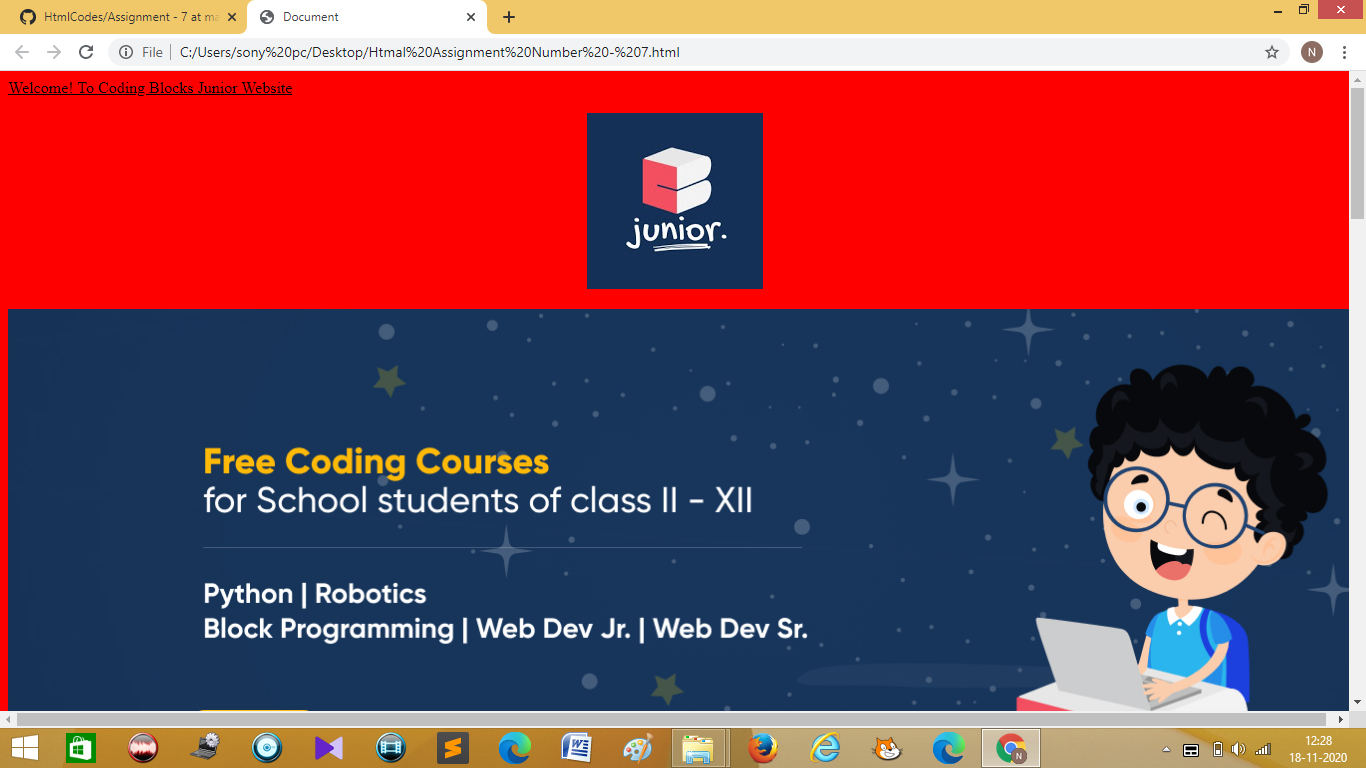 HtmlCodes/Assignment - 7 at ma
Document
File
C:/Users/sony%20pc/Desktop/Htmal%20Assignment%20Number%20-%207.html
N
Welcome! To Coding Blocks Junior Website
junior.
Free Coding Courses
for School students of class II - XII
Python | Robotics
Block Programming | Web Dev Jr. | Web Dev Sr.
N
12:28
18-11-2020